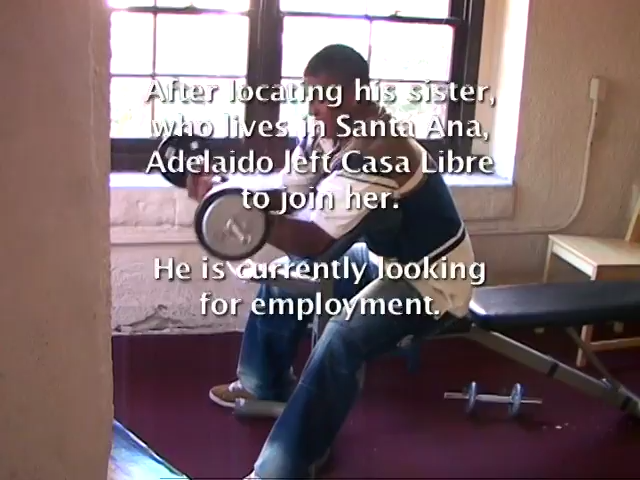 After locating his sister,
who lives in Santa Ana,
Adelaido left Casa Libre
to join her.
He is currently looking
for employment.